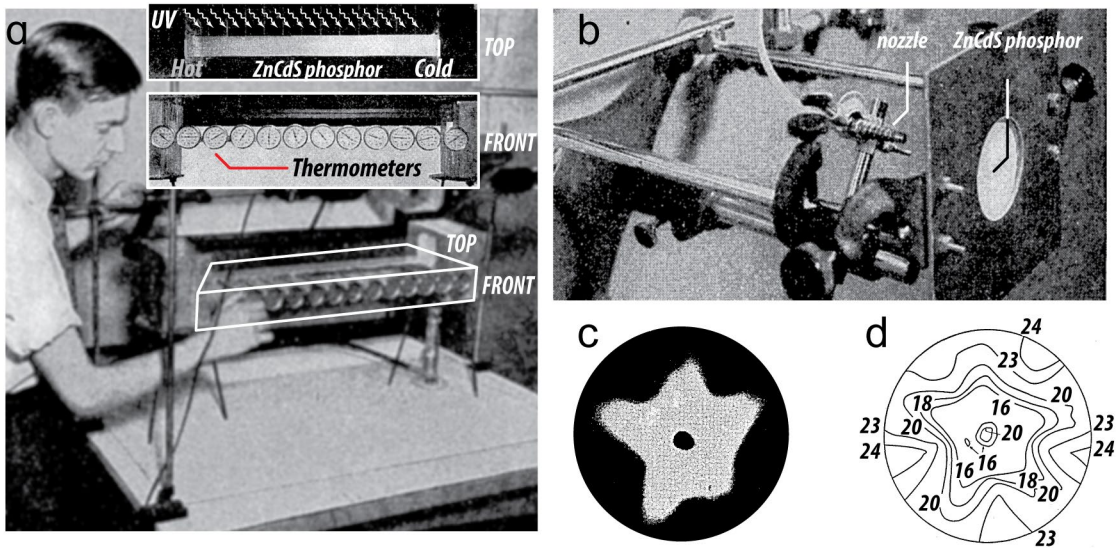 a
UV
TOP
Hot
ZnCdS phosphor
Cold
FRONT
Thermometers
TOP
FRONT
b
nozzle
ZnCdS phosphor
c
d
24
23
20
18
16
20
23
24
20
16
16
20
23
24
18
20
23